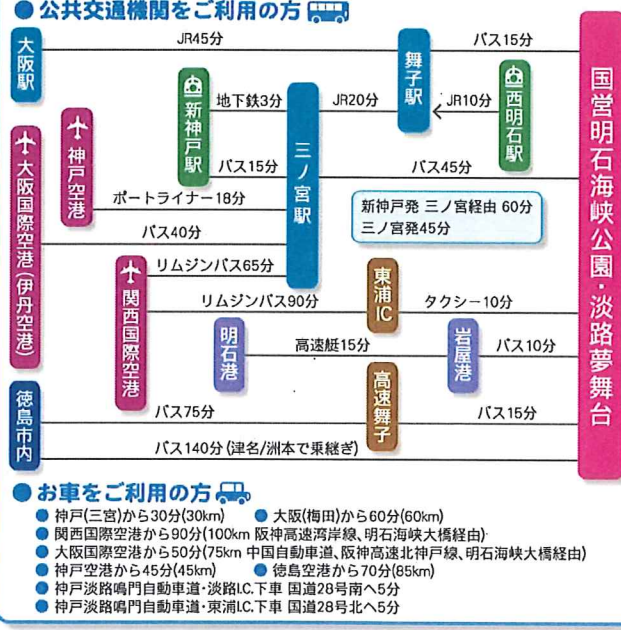 ● 公共交通機関をご利用の方
大阪駅
JR45分
舞子駅
バス15分
国営明石海峡公園・淡路夢舞台
新神戸駅
地下鉄3分
三ノ宮駅
JR20分
JR10分
西明石駅
神戸空港
バス15分
バス45分
ポートライナー18分
新神戸発 三ノ宮経由 60分
三ノ宮発45分
大阪国際空港(伊丹空港)
バス40分
リムジンバス65分
関西国際空港
リムジンバス90分
東浦IC
タクシー10分
明石港
高速艇15分
岩屋港
バス10分
徳島市内
バス75分
高速舞子
バス15分
バス140分(津名/洲本で乗継ぎ)
● お車をご利用の方
● 神戸(三宮)から30分(30km) ● 大阪(梅田)から60分(60km)
● 関西国際空港から90分(100km 阪神高速湾岸線、明石海峡大橋経由)
● 大阪国際空港から50分(75km 中国自動車道、阪神高速北神戸線、明石海峡大橋経由)
● 神戸空港から45分(45km) ● 徳島空港から70分(85km)
● 神戸淡路鳴門自動車道・淡路I.C.下車 国道28号南へ5分
● 神戸淡路鳴門自動車道・東浦I.C.下車 国道28号北へ5分